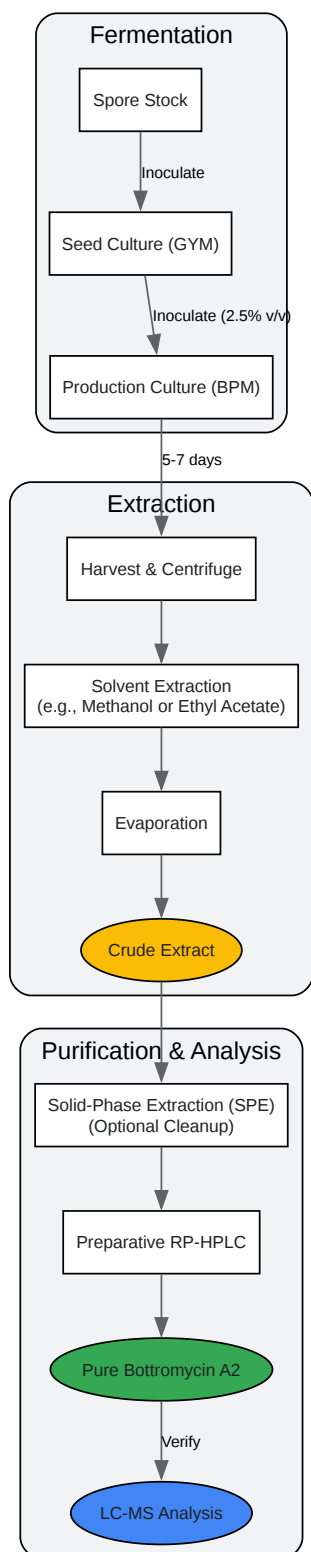 Fermentation
Spore Stock
Inoculate
Seed Culture (GYM)
Inoculate (2.5% v/v)
Production Culture (BPM)
5-7 days
Extraction
Harvest & Centrifuge
Solvent Extraction
(e.g., Methanol or Ethyl Acetate)
Evaporation
Crude Extract
Purification & Analysis
Solid-Phase Extraction (SPE)
(Optional Cleanup)
Preparative RP-HPLC
Pure Bottromycin A2
Verify
LC-MS Analysis